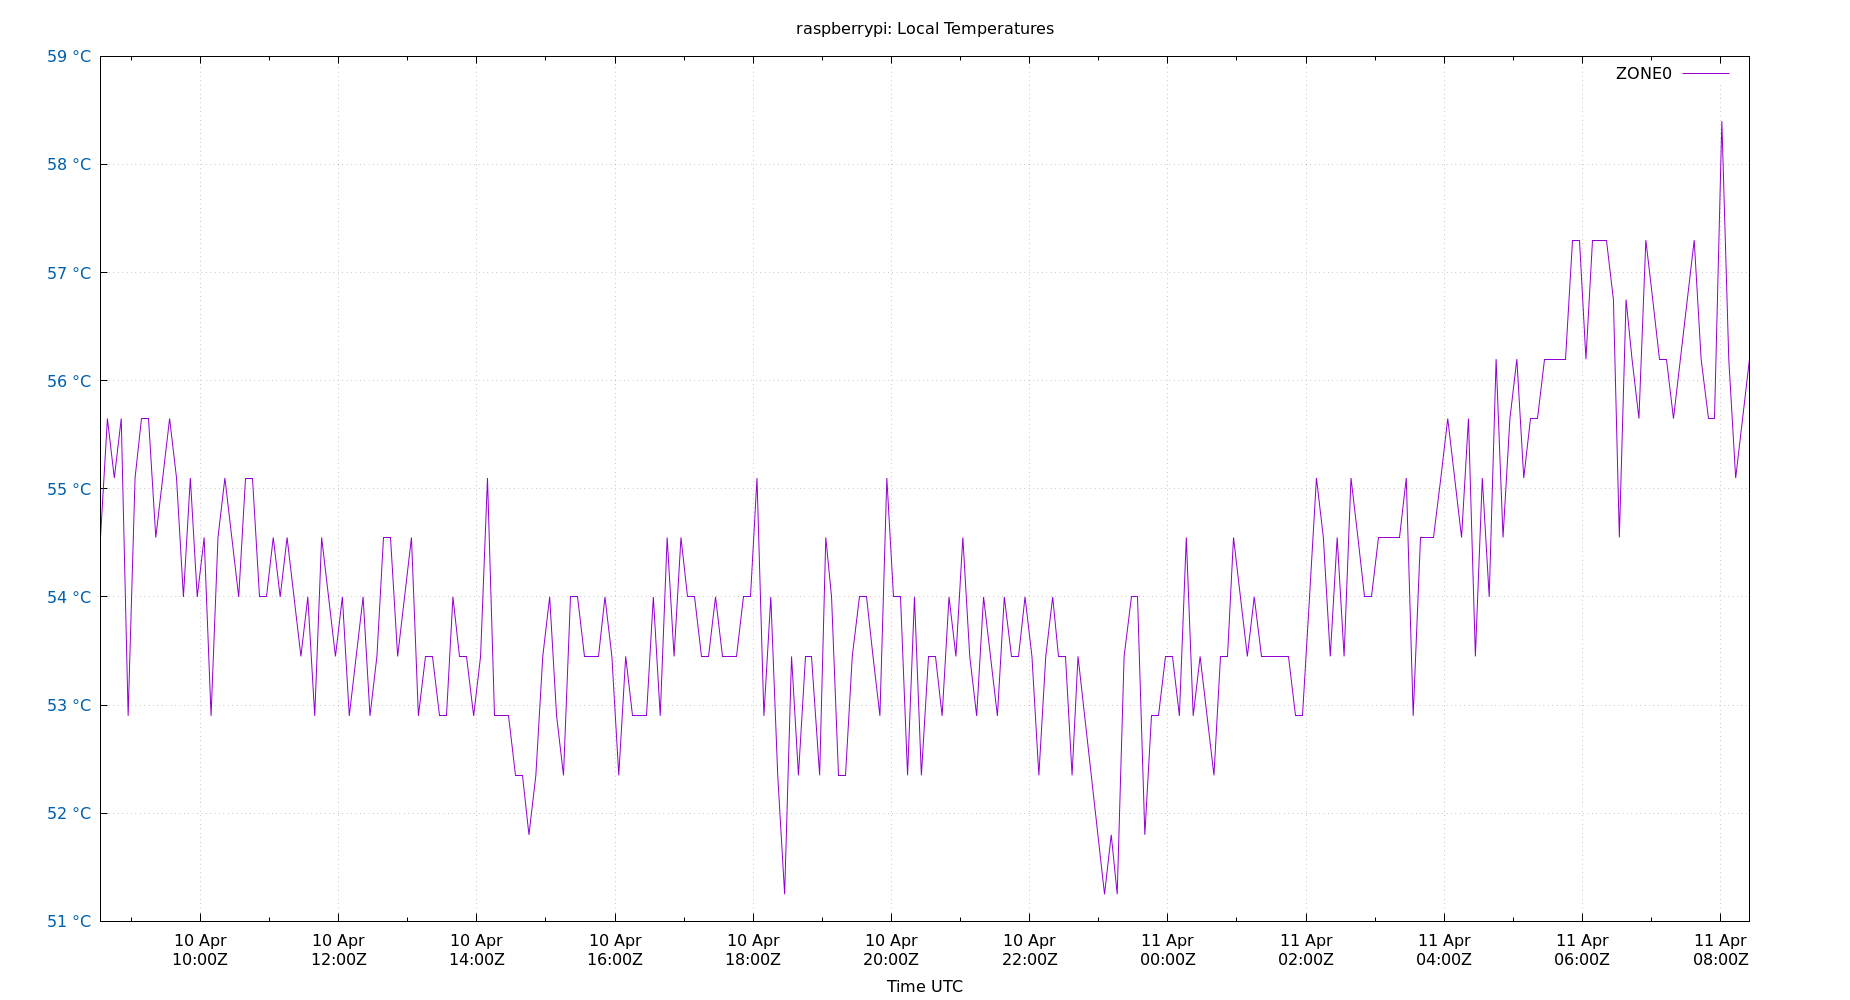 raspberrypi: Local Temperatures
59 °C
ZONE0
58 °C
57 °C
56 °C
55 °C
54 °C
53 °C
52 °C
51 °C
10 Apr 10 Apr 10 Apr 10 Apr 10 Apr 10 Apr 10 Apr 11 Apr 11 Apr 11 Apr 11 Apr 11 Apr
10:00Z 12:00Z 14:00Z 16:00Z 18:00Z 20:00Z 22:00Z 00:00Z 02:00Z 04:00Z 06:00Z 08:00Z
Time UTC